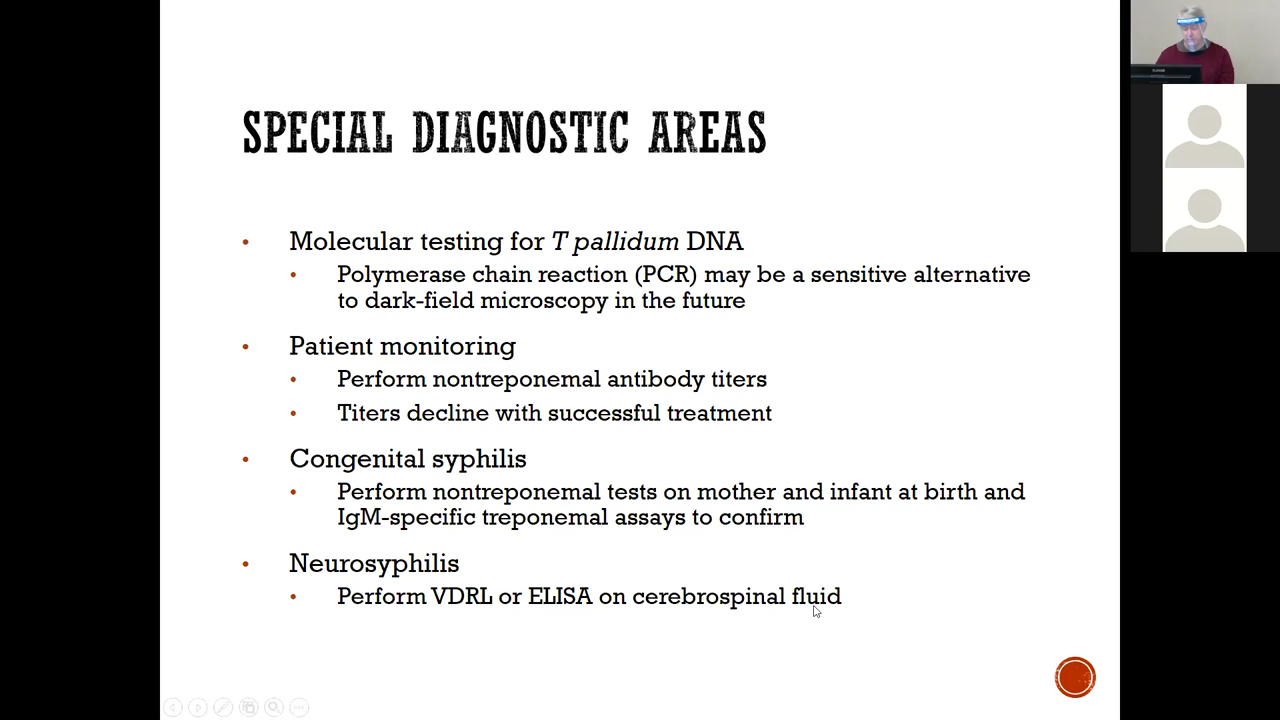 SPECIAL DIAGNOSTIC AREAS
• Molecular testing for T pallidum DNA
• Polymerase chain reaction (PCR) may be a sensitive alternative
to dark-field microscopy in the future
• Patient monitoring
• Perform nontreponemal antibody titers
• Titers decline with successful treatment
• Congenital syphilis
• Perform nontreponemal tests on mother and infant at birth and
IgM-specific treponemal assays to confirm
• Neurosyphilis
• Perform VDRL or ELISA on cerebrospinal fluid